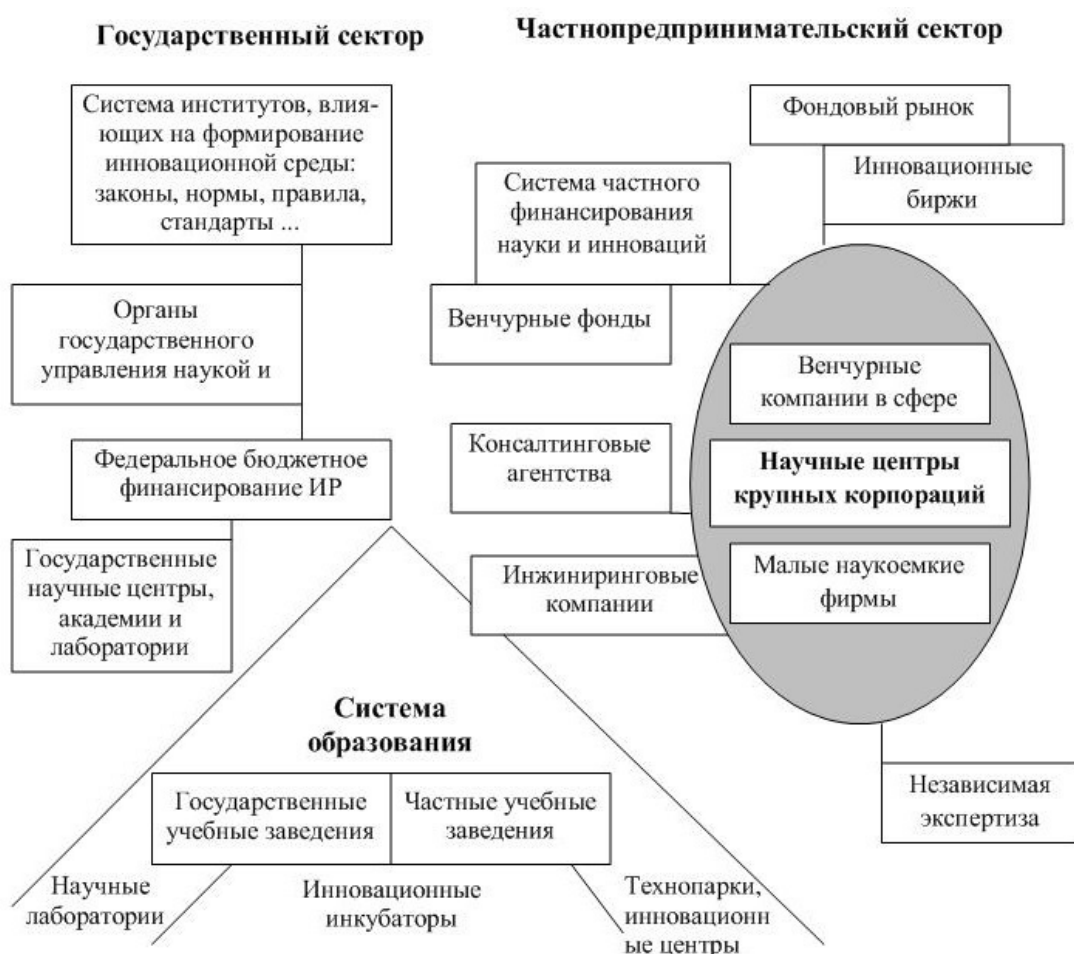 Государственный сектор
Частнопредпринимательский сектор
Система институтов, влия-
ющих на формирование
инновационной среды:
законы, нормы, правила,
стандарты ...
Органы
государственного
управления наукой и
Федеральное бюджетное
финансирование ИР
Государственные
научные центры,
академии и
лаборатории
Фондовый рынок
Инновационные
биржи
Система частного
финансирования
науки и инноваций
Венчурные фонды
Консалтинговые
агентства
Инжиниринговые
компании
Венчурные
компании в сфере
Научные центры
крупных корпораций
Малые наукоемкие
фирмы
Независимая
экспертиза
Система
образования
Государственные
учебные заведения
Частные учебные
заведения
Научные
лаборатории
Инновационные
инкубаторы
Технопарки,
инновационн
ые центры